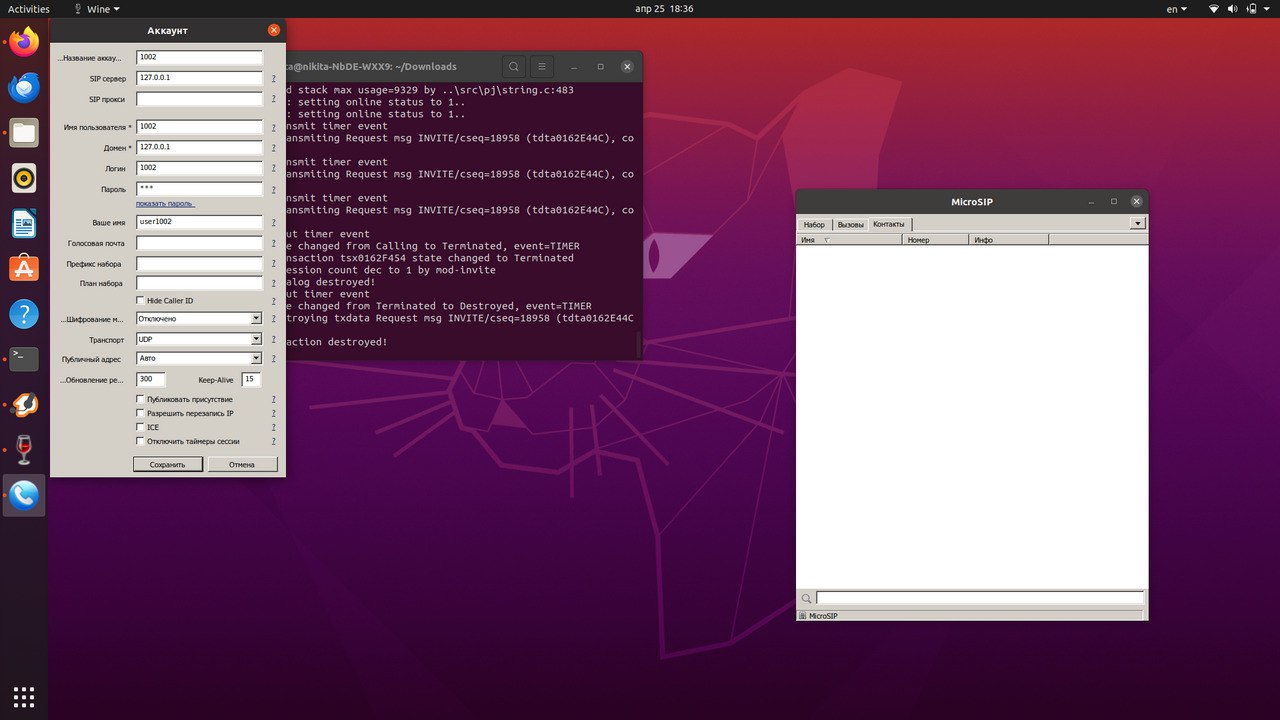 Activities
Wine
апр 25 18:36
en
Аккаунт
...Название аккау...
1002
SIP сервер
127.0.0.1
?
SIP прокси
?
Имя пользователя *
1002
?
Домен *
127.0.0.1
?
Логин
1002
?
Пароль
***
?
показать пароль
Ваше имя
user1002
?
Голосовая почта
?
Префикс набора
?
План набора
?
Hide Caller ID
?
...Шифрование м...
Отключено
?
Транспорт
UDP
?
Публичный адрес
Авто
?
...Обновление ре...
300
Keep-Alive
15
?
Публиковать присутствие
?
Разрешить перезапись IP
?
ICE
?
Отключить таймеры сессии
?
Сохранить
Отмена
ta@nikita-NbDE-WXX9: ~/Downloads
d stack max usage=9329 by ..\src\pj\string.c:483
: setting online status to 1..
: setting online status to 1..
nsmit timer event
ansmitting Request msg INVITE/cseq=18958 (tdta0162E44C), co
nsmit timer event
ansmitting Request msg INVITE/cseq=18958 (tdta0162E44C), co
nsmit timer event
ansmitting Request msg INVITE/cseq=18958 (tdta0162E44C), co
ut timer event
e changed from Calling to Terminated, event=TIMER
nsaction tsx0162F454 state changed to Terminated
ession count dec to 1 by mod-invite
alog destroyed!
ut timer event
e changed from Terminated to Destroyed, event=TIMER
troying txdata Request msg INVITE/cseq=18958 (tdta0162E44C
action destroyed!
MicroSIP
Набор
Вызовы
Контакты
Имя
Номер
Инфо
MicroSIP